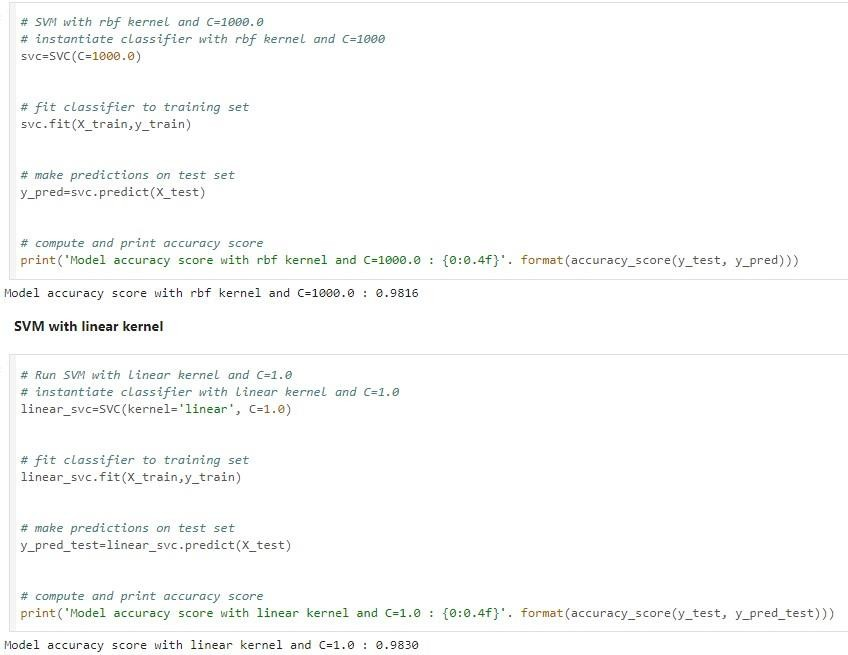 # SVM with rbf kernel and C=1000.0
# instantiate classifier with rbf kernel and C=1000
svc=SVC(C=1000.0)
# fit classifier to training set
svc.fit(X_train,y_train)
# make predictions on test set
y_pred=svc.predict(X_test)
# compute and print accuracy score
print('Model accuracy score with rbf kernel and C=1000.0 : {0:0.4f}'. format(accuracy_score(y_test, y_pred)))
Model accuracy score with rbf kernel and C=1000.0 : 0.9816
SVM with linear kernel
# Run SVM with linear kernel and C=1.0
# instantiate classifier with linear kernel and C=1.0
linear_svc=SVC(kernel='linear', C=1.0)
# fit classifier to training set
linear_svc.fit(X_train,y_train)
# make predictions on test set
y_pred_test=linear_svc.predict(X_test)
# compute and print accuracy score
print('Model accuracy score with linear kernel and C=1.0 : {0:0.4f}'. format(accuracy_score(y_test, y_pred_test)))
Model accuracy score with linear kernel and C=1.0 : 0.9830